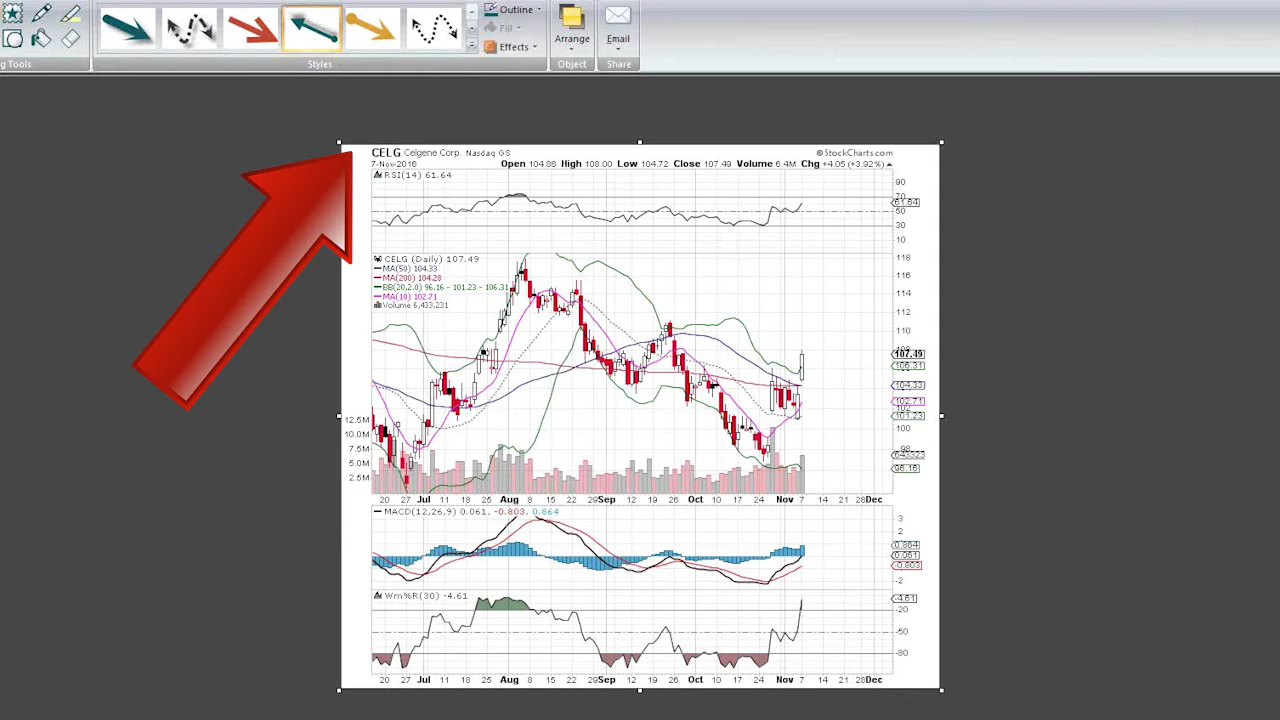 Outline
Fill
Effects
Arrange
Email
g Tools
Styles
Object
Share
CELG Celgene Corp. Nasdaq GS
© StockCharts.com
7-Nov-2016
Open 104.86 High 108.00 Low 104.72 Close 107.49 Volume 6.4M Chg +4.05 (+3.92%)
RSI(14) 61.64
90
70
61.64
50
30
10
CELG (Daily) 107.49
MA(50) 104.33
MA(200) 104.28
BB(20,2.0) 96.16 - 101.23 - 106.31
MA(10) 102.71
Volume 6,433,231
118
116
114
112
110
107.49
106.31
104.33
102.71
102
101.23
100
98
96.16
12.5M
10.0M
7.5M
5.0M
2.5M
20 27 Jul 11 18 25 Aug 8 15 22 29 Sep 12 19 26 Oct 10 17 24 Nov 7 14 21 28 Dec
MACD(12,26,9) 0.061, -0.803, 0.864
3
2
0.864
0.061
-0.803
-2
Wm%R(30) -4.61
-4.61
-20
-50
-80
20 27 Jul 11 18 25 Aug 8 15 22 29 Sep 12 19 26 Oct 10 17 24 Nov 7 14 21 28 Dec